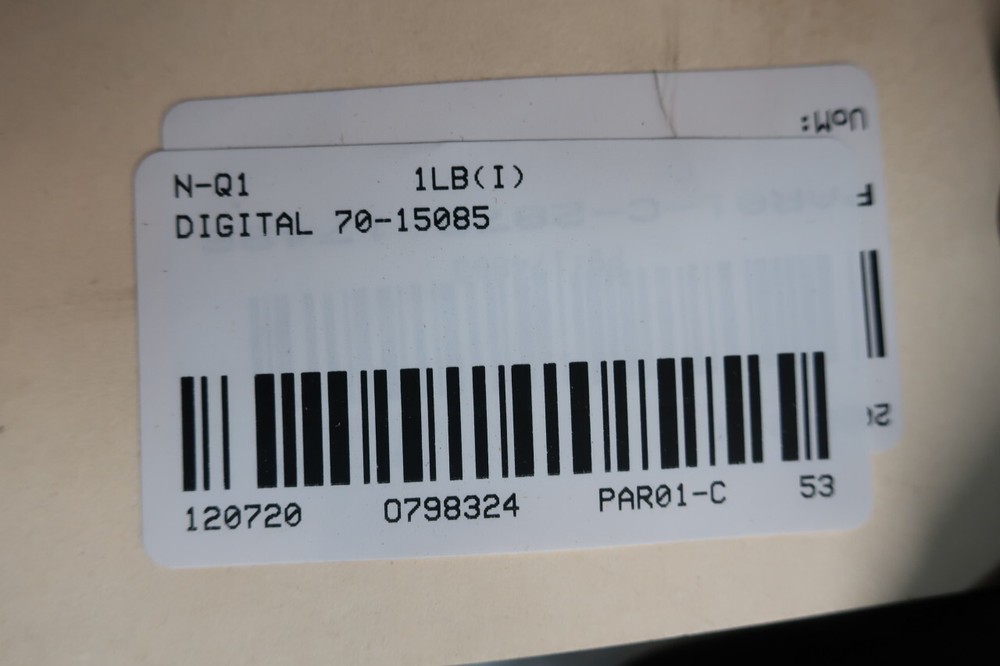 UoM:
N-Q1 1LB(I)
DIGITAL 70-15085
F
120720 0798324 PAR01-C 53